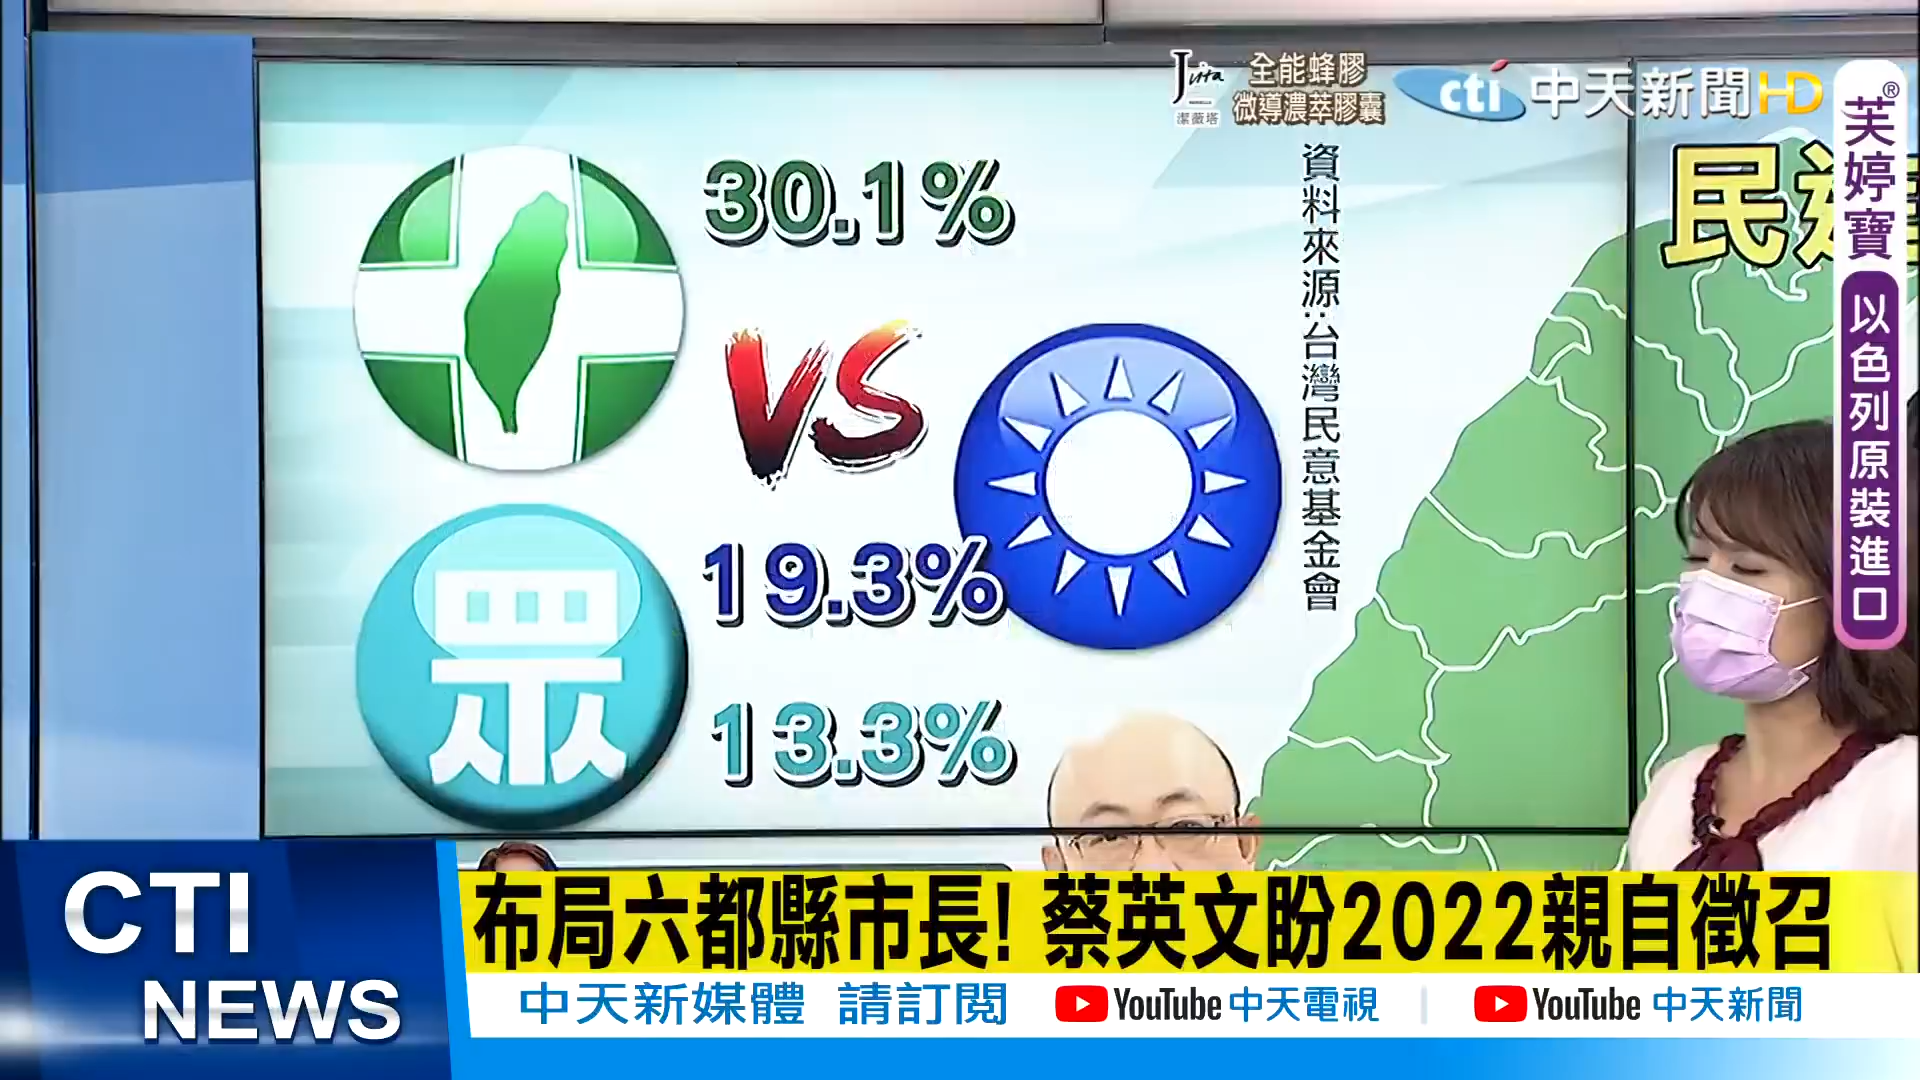 Jvita
潔薇塔
全能蜂膠
微導濃萃膠囊
cti 中天新聞HD
芙婷寶®
以色列原裝進口
30.1%
VS
19.3%
眾
13.3%
資料來源:台灣民意基金會
民進
CTI
NEWS
布局六都縣市長! 蔡英文盼2022親自徵召
中天新媒體 請訂閱 YouTube 中天電視 | YouTube 中天新聞